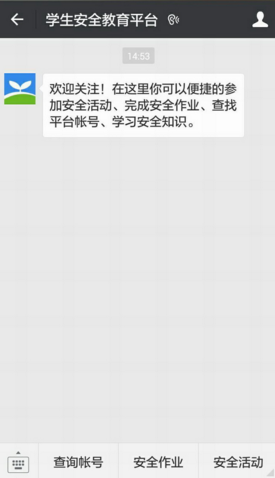 学生安全教育平台
14:53
欢迎关注！在这里你可以便捷的参
加安全活动、完成安全作业、查找
平台帐号、学习安全知识。
查询帐号
安全作业
安全活动